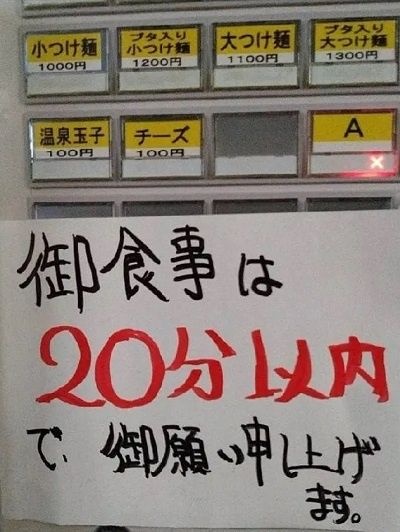 小つけ麺
1000円
ブタ入り
小つけ麺
1200円
大つけ麺
1100円
ブタ入り
大つけ麺
1300円
温泉玉子
100円
チーズ
100円
A
×
御食事は
20分以内
で御願い申し上げ
ます。